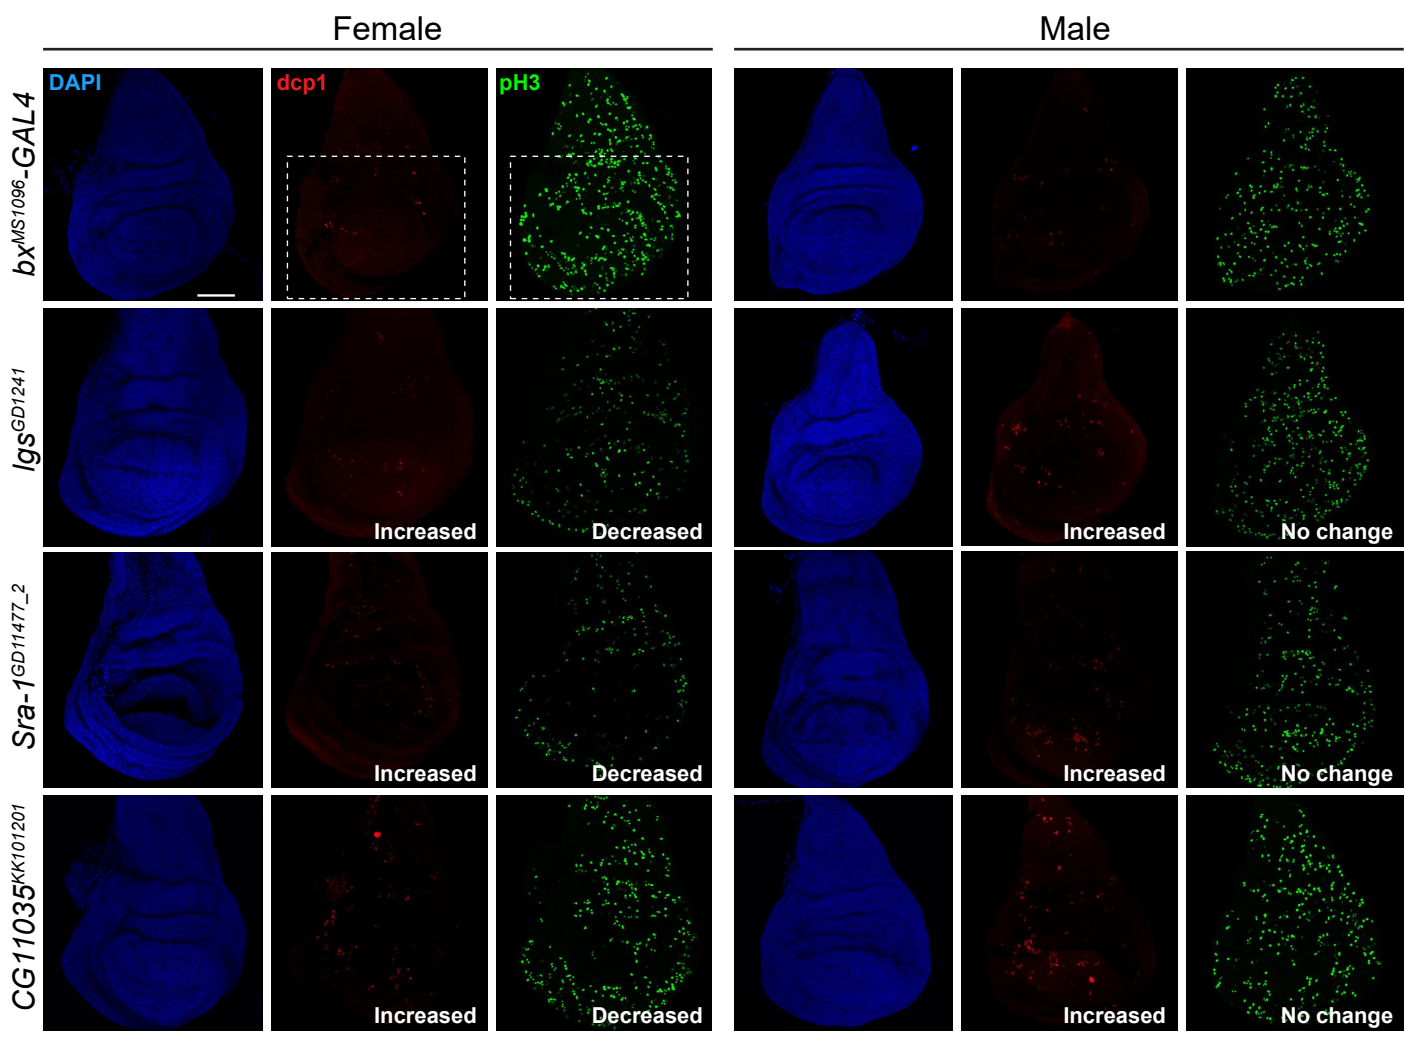 Female Male
bxMS1096-GAL4
DAPI dcp1 pH3
lgsGD1241
Increased Decreased Increased No change
Sra-1GD11477_2
Increased Decreased Increased No change
CG11035KK101201
Increased Decreased Increased No change